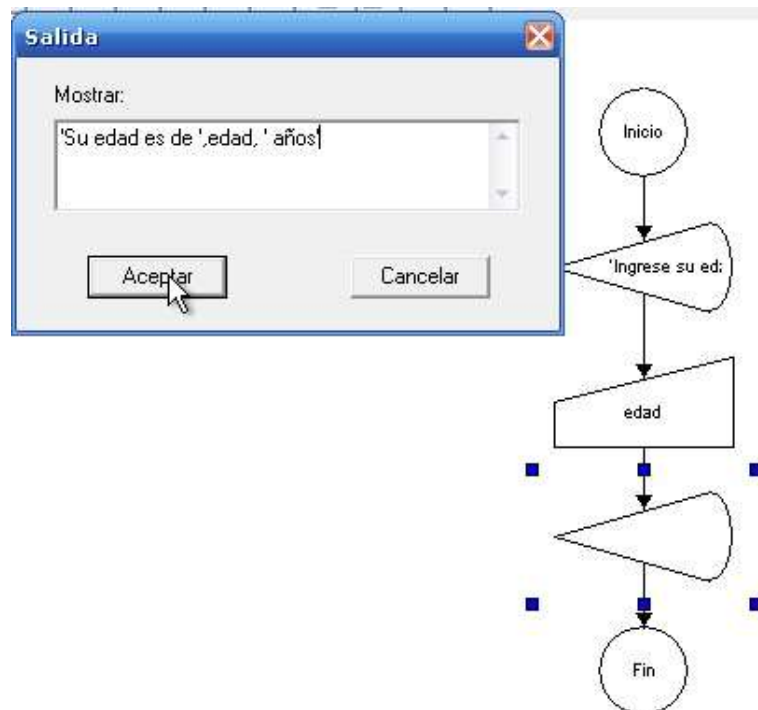 Salida
Mostrar:
'Su edad es de ',edad, ' años'
Aceptar
Cancelar
Inicio
'Ingrese su ed:
edad
Fin